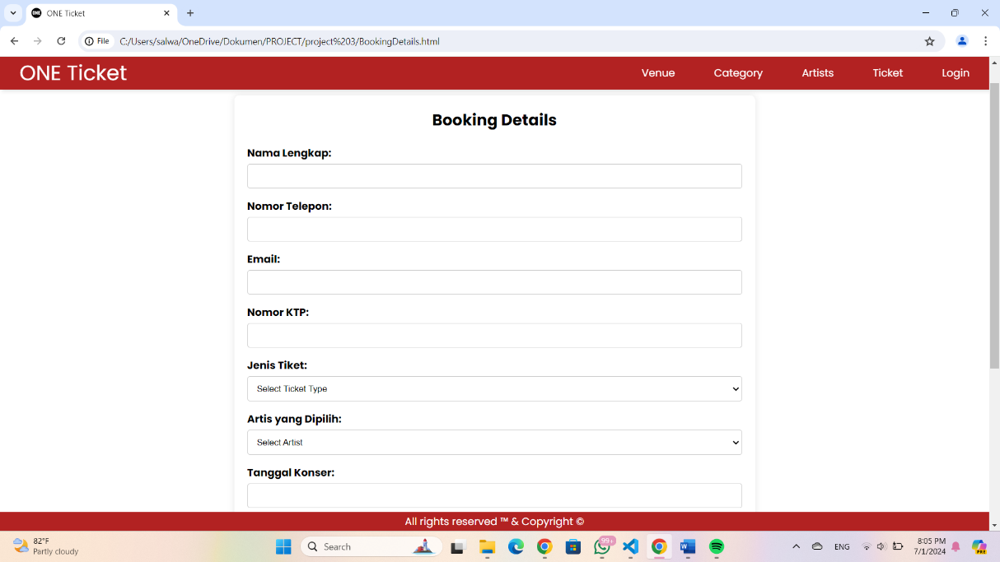 ONE Ticket
File C:/Users/salwa/OneDrive/Dokumen/PROJECT/project%203/BookingDetails.html
ONE Ticket Venue Category Artists Ticket Login
Booking Details
Nama Lengkap:
Nomor Telepon:
Email:
Nomor KTP:
Jenis Tiket:
Select Ticket Type
Artis yang Dipilih:
Select Artist
Tanggal Konser:
All rights reserved ™ & Copyright ©
82°F
Partly cloudy
Search
99+
ENG
8:05 PM
7/1/2024
PRE